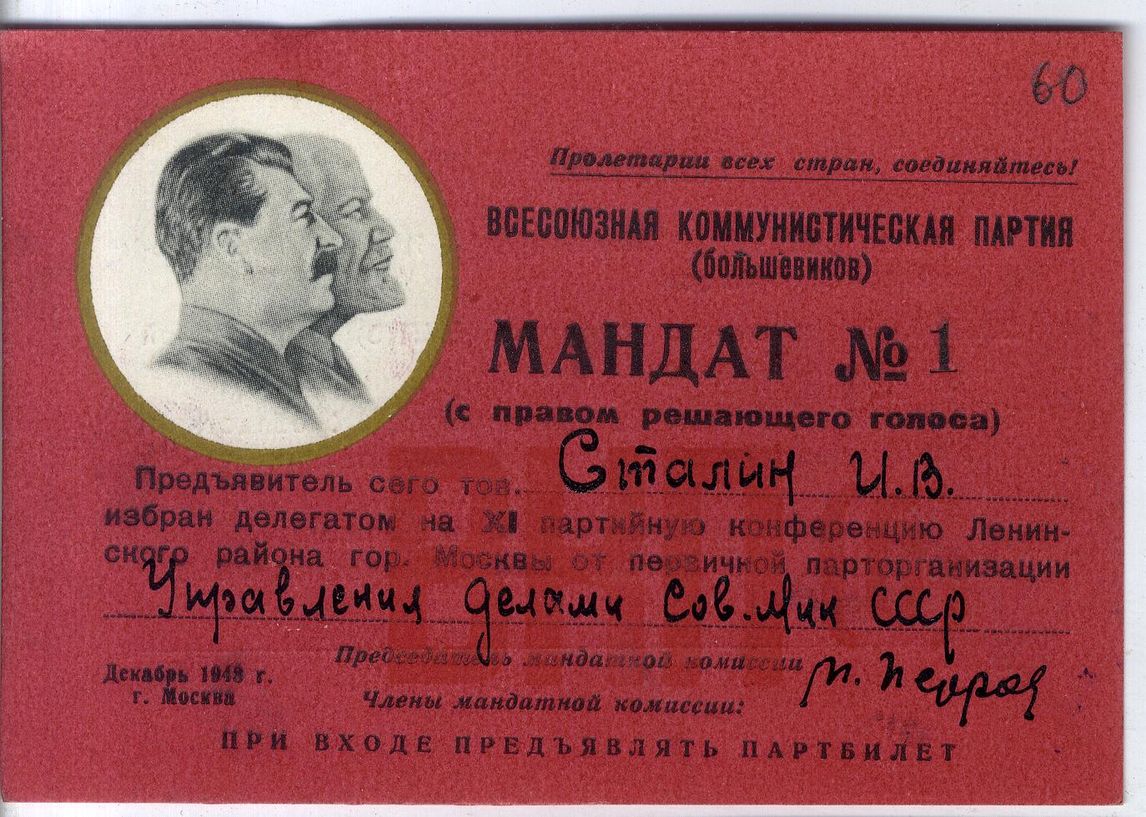 60
Пролетарии всех стран, соединяйтесь!
ВСЕСОЮЗНАЯ КОММУНИСТИЧЕСКАЯ ПАРТИЯ
(большевиков)
МАНДАТ № 1
(с правом решающего голоса)
Предъявитель сего тов. Сталин И.В.
избран делегатом на XI партийную конференцию Ленин-
ского района гор. Москвы от первичной парторганизации
Управления делами Сов.Мин СССР
Председатель мандатной комиссии
Декабрь 1948 г.
г. Москва
Члены мандатной комиссии:
ПРИ ВХОДЕ ПРЕДЪЯВЛЯТЬ ПАРТБИЛЕТ